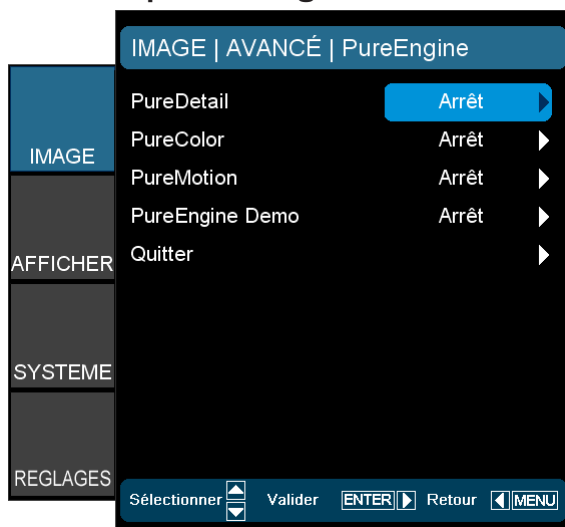 IMAGE | AVANCÉ | PureEngine
PureDetail Arrêt
PureColor Arrêt
PureMotion Arrêt
PureEngine Demo Arrêt
Quitter
IMAGE
AFFICHER
SYSTEME
REGLAGES
Sélectionner Valider ENTER Retour MENU